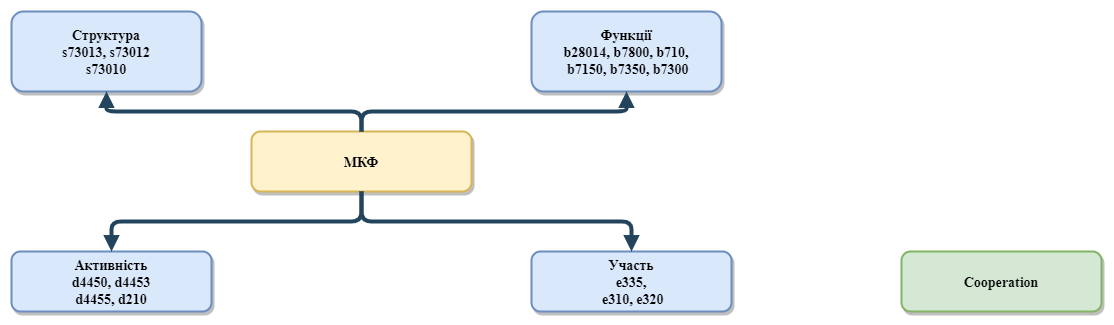 Структура
s73013, s73012
s73010
Функції
b28014, b7800, b710,
b7150, b7350, b7300
МКФ
Активність
d4450, d4453
d4455, d210
Участь
e335,
e310, e320
Cooperation